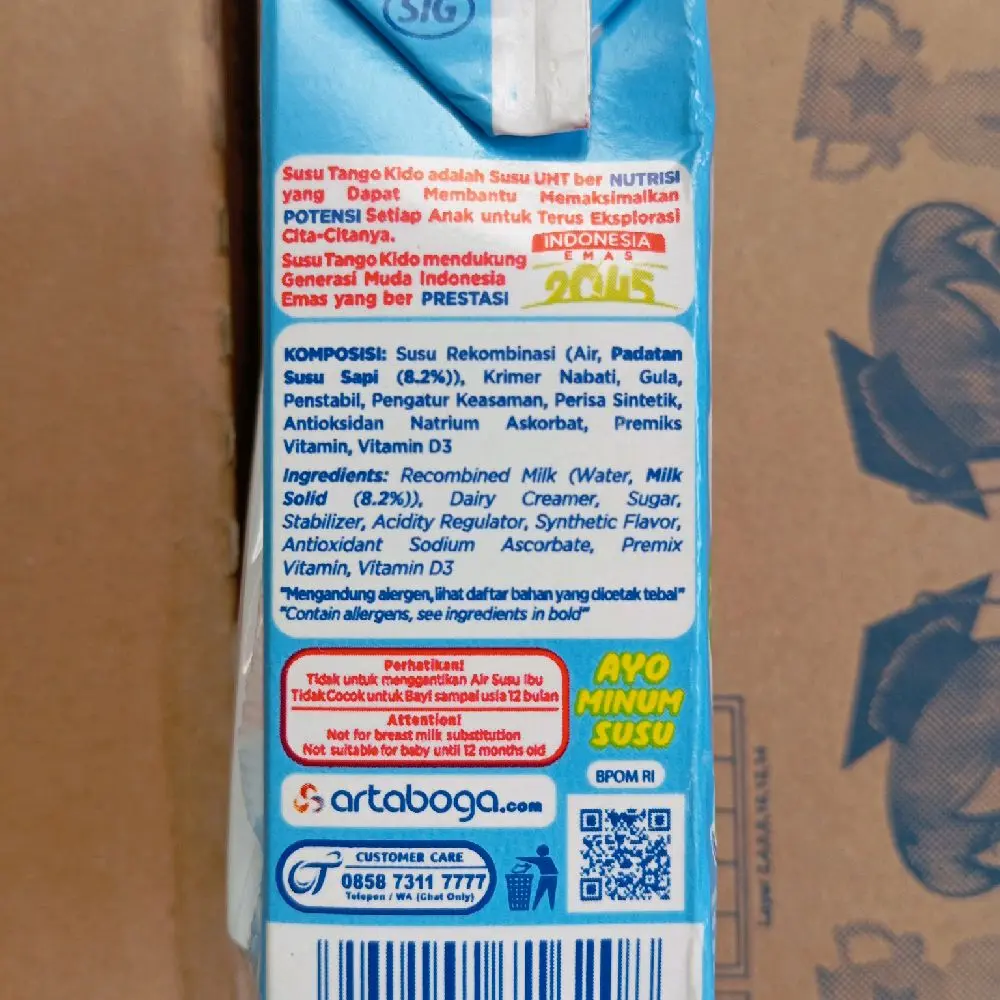 SIG
Susu Tango Kido adalah Susu UHT ber NUTRISI
yang Dapat Membantu Memaksimalkan
POTENSI Setiap Anak untuk Terus Eksplorasi
Cita-Citanya.
Susu Tango Kido mendukung
Generasi Muda Indonesia
Emas yang ber PRESTASI
INDONESIA
EMAS
2045
KOMPOSISI: Susu Rekombinasi (Air, Padatan
Susu Sapi (8.2%)), Krimer Nabati, Gula,
Penstabil, Pengatur Keasaman, Perisa Sintetik,
Antioksidan Natrium Askorbat, Premiks
Vitamin, Vitamin D3
Ingredients: Recombined Milk (Water, Milk
Solid (8.2%)), Dairy Creamer, Sugar,
Stabilizer, Acidity Regulator, Synthetic Flavor,
Antioxidant Sodium Ascorbate, Premix
Vitamin, Vitamin D3
"Mengandung alergen, lihat daftar bahan yang dicetak tebal"
"Contain allergens, see ingredients in bold"
Perhatikan!
Tidak untuk menggantikan Air Susu Ibu
Tidak Cocok untuk Bayi sampai usia 12 bulan
Attention!
Not for breast milk substitution
Not suitable for baby until 12 months old
AYO
MINUM
SUSU
BPOM RI
artaboga.com
CUSTOMER CARE
0858 7311 7777
Telepon / WA (Chat Only)